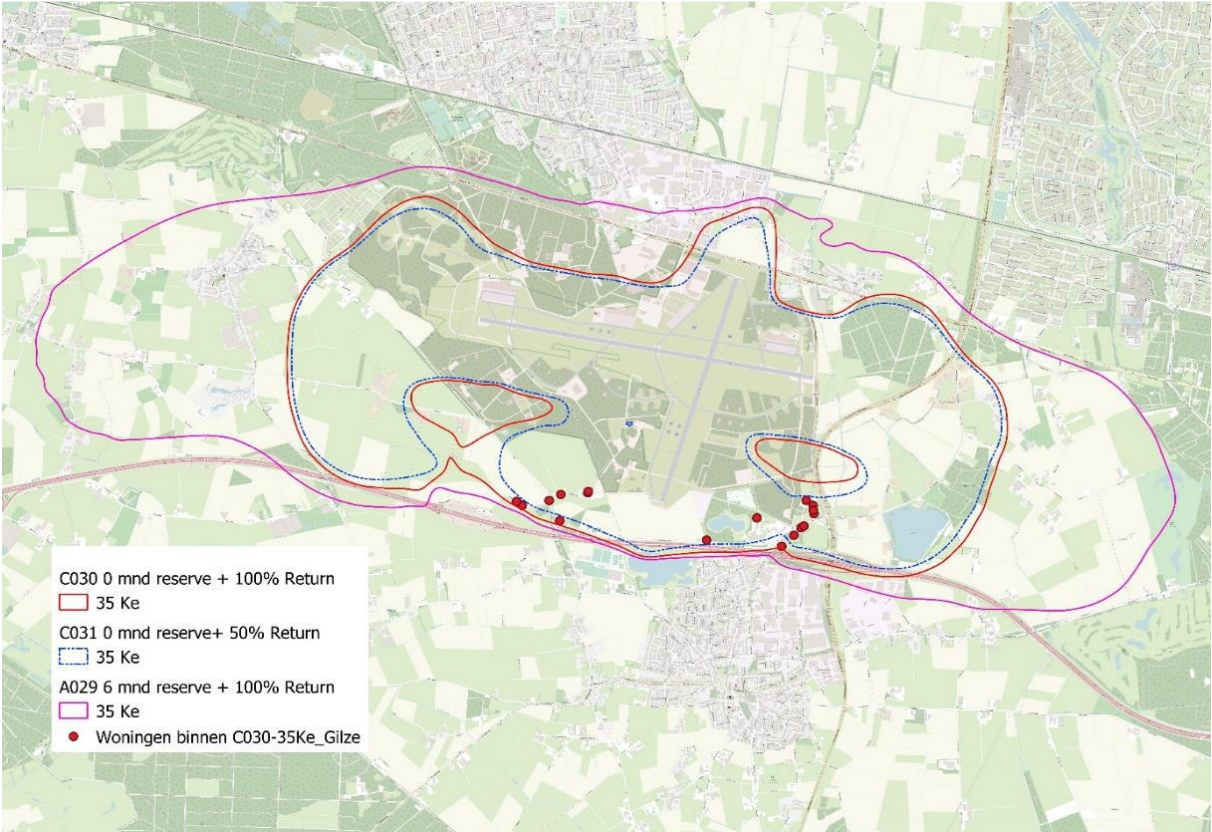 C030 0 mnd reserve + 100% Return
35 Ke
C031 0 mnd reserve+ 50% Return
35 Ke
A029 6 mnd reserve + 100% Return
35 Ke
Woningen binnen C030-35Ke_Gilze